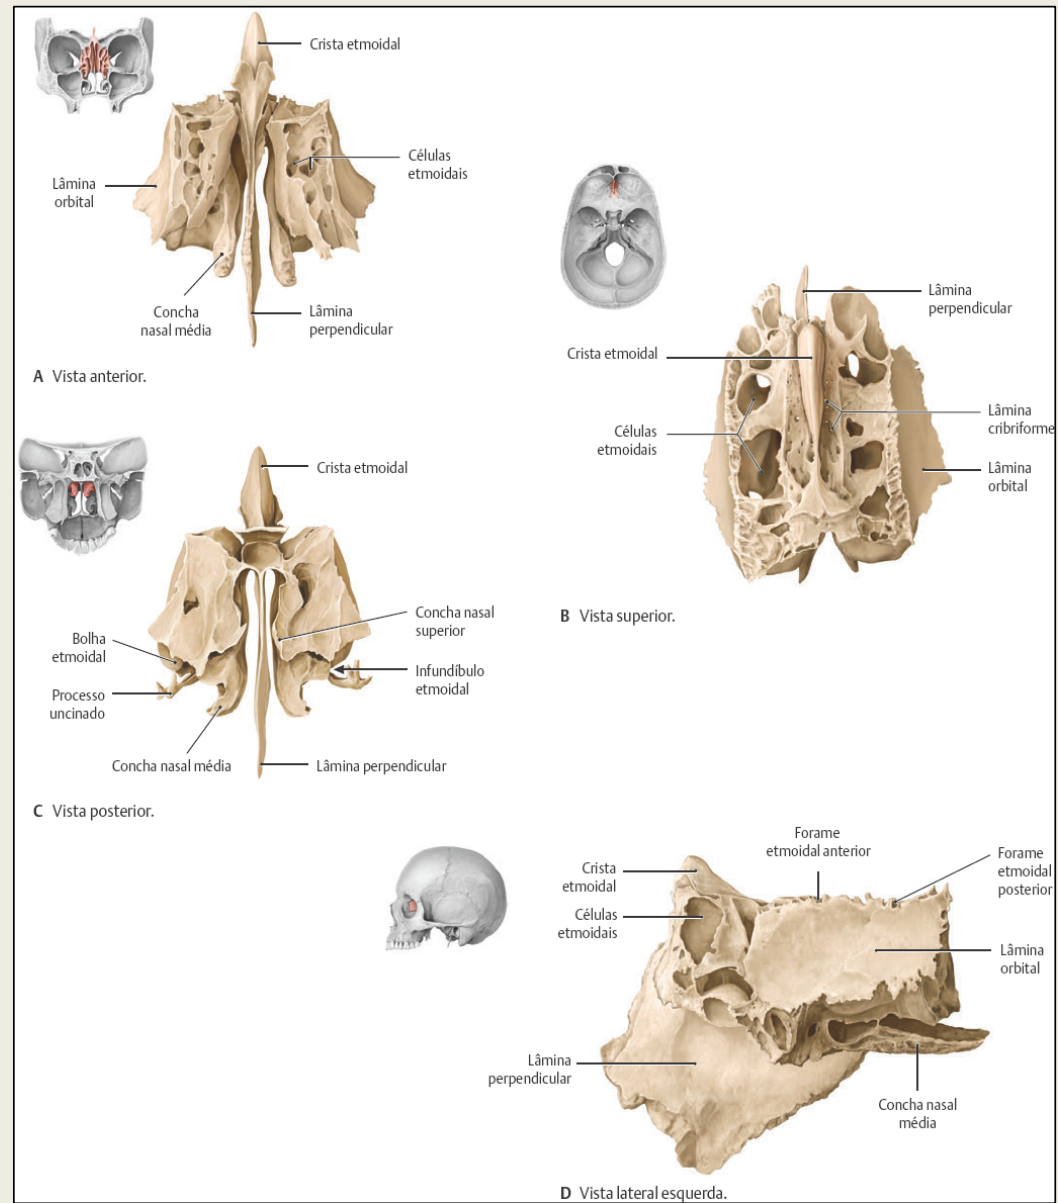 Crista etmoidal
Células
etmoidais
Lâmina
orbital
Concha
nasal média
Lâmina
perpendicular
A Vista anterior.
Lâmina
perpendicular
Crista etmoidal
Células
etmoidais
Lâmina
cribriforme
Lâmina
orbital
B Vista superior.
Crista etmoidal
Concha nasal
superior
Bolha
etmoidal
Infundíbulo
etmoidal
Processo
uncinado
Concha nasal média
Lâmina perpendicular
C Vista posterior.
Forame
etmoidal anterior
Forame
etmoidal
posterior
Crista
etmoidal
Células
etmoidais
Lâmina
orbital
Lâmina
perpendicular
Concha nasal
média
D Vista lateral esquerda.